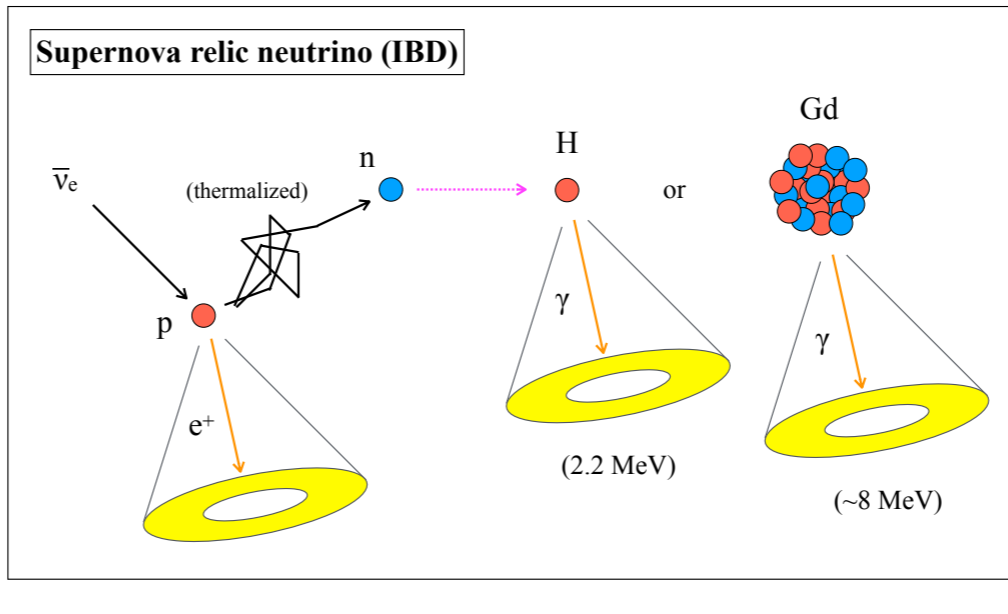 Supernova relic neutrino (IBD)
Gd
H
n
ν̅e
(thermalized)
or
p
γ
γ
e⁺
(2.2 MeV)
(~8 MeV)